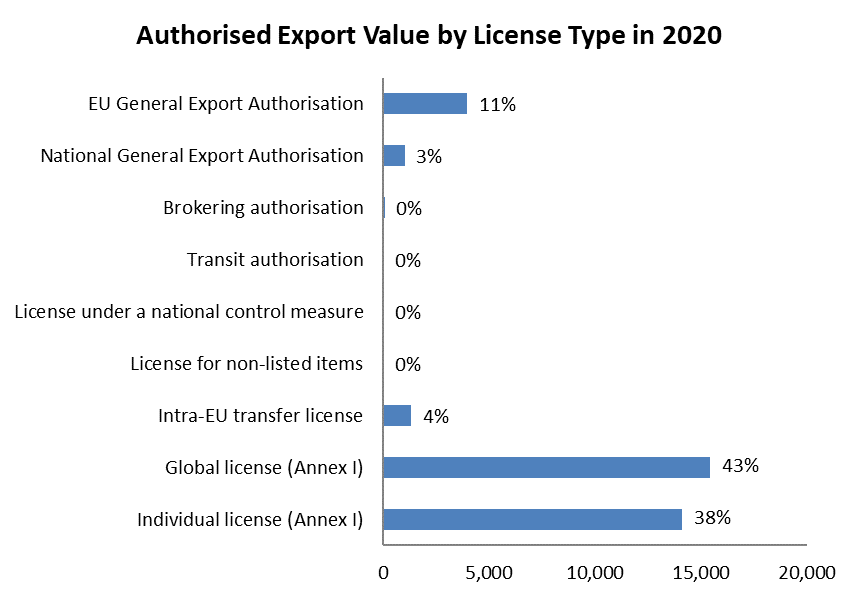 Authorised Export Value by License Type in 2020
EU General Export Authorisation 11%
National General Export Authorisation 3%
Brokering authorisation 0%
Transit authorisation 0%
License under a national control measure 0%
License for non-listed items 0%
Intra-EU transfer license 4%
Global license (Annex I) 43%
Individual license (Annex I) 38%
0 5,000 10,000 15,000 20,000